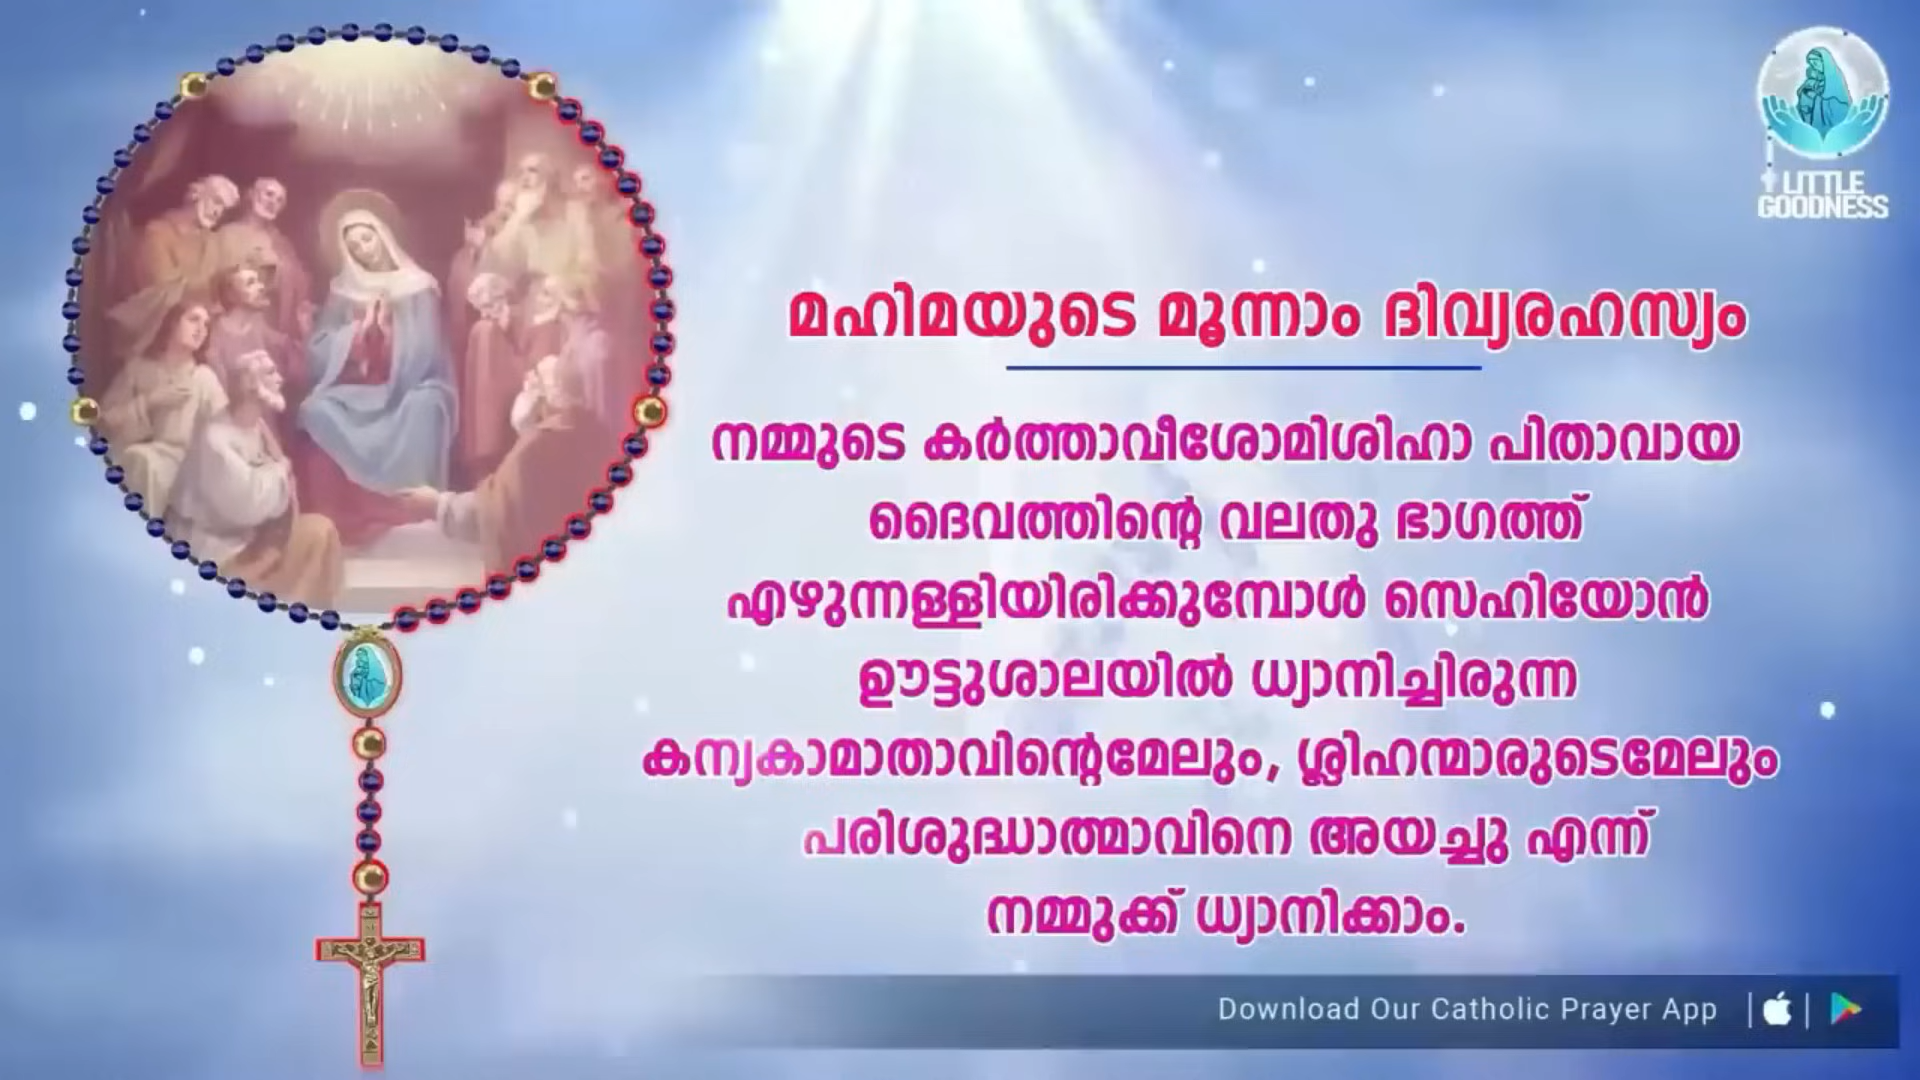 LITTLE
GOODNESS
മഹിമയുടെ മൂന്നാം ദിവ്യരഹസ്യം
നമ്മുടെ കർത്താവീശോമിശിഹാ പിതാവായ
ദൈവത്തിന്റെ വലതു ഭാഗത്ത്
എഴുന്നള്ളിയിരിക്കുമ്പോൾ സെഹിയോൻ
ഊട്ടുശാലയിൽ ധ്യാനിച്ചിരുന്ന
കന്യകാമാതാവിന്റെമേലും, ശ്ലിഹന്മാരുടെമേലും
പരിശുദ്ധാത്മാവിനെ അയച്ചു എന്ന്
നമ്മുക്ക് ധ്യാനിക്കാം.
Download Our Catholic Prayer App